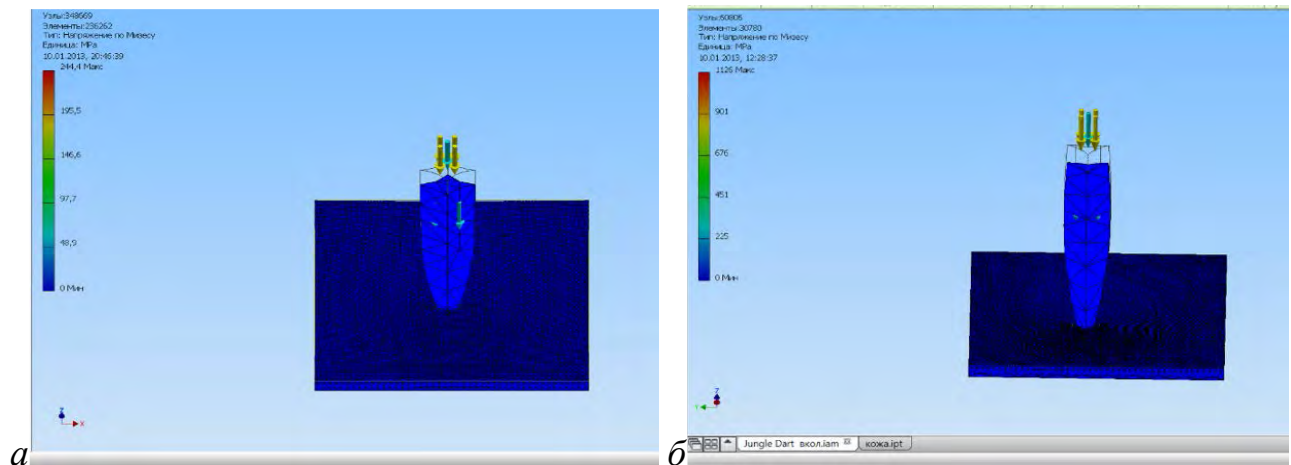 Узлы:348669
Элементы:236262
Тип: Напряжение по Мизесу
Единица: MPa
10.01.2013, 20:46:39
244,4 Макс
195,5
146,6
97,7
48,9
0 Мин
Z
X
а
Узлы:60806
Элементы:30780
Тип: Напряжение по Мизесу
Единица: MPa
10.01.2013, 12:28:37
1126 Макс
901
676
451
225
0 Мин
Z
Y
Jungle Dart вкол.iam
кожа.ipt
б